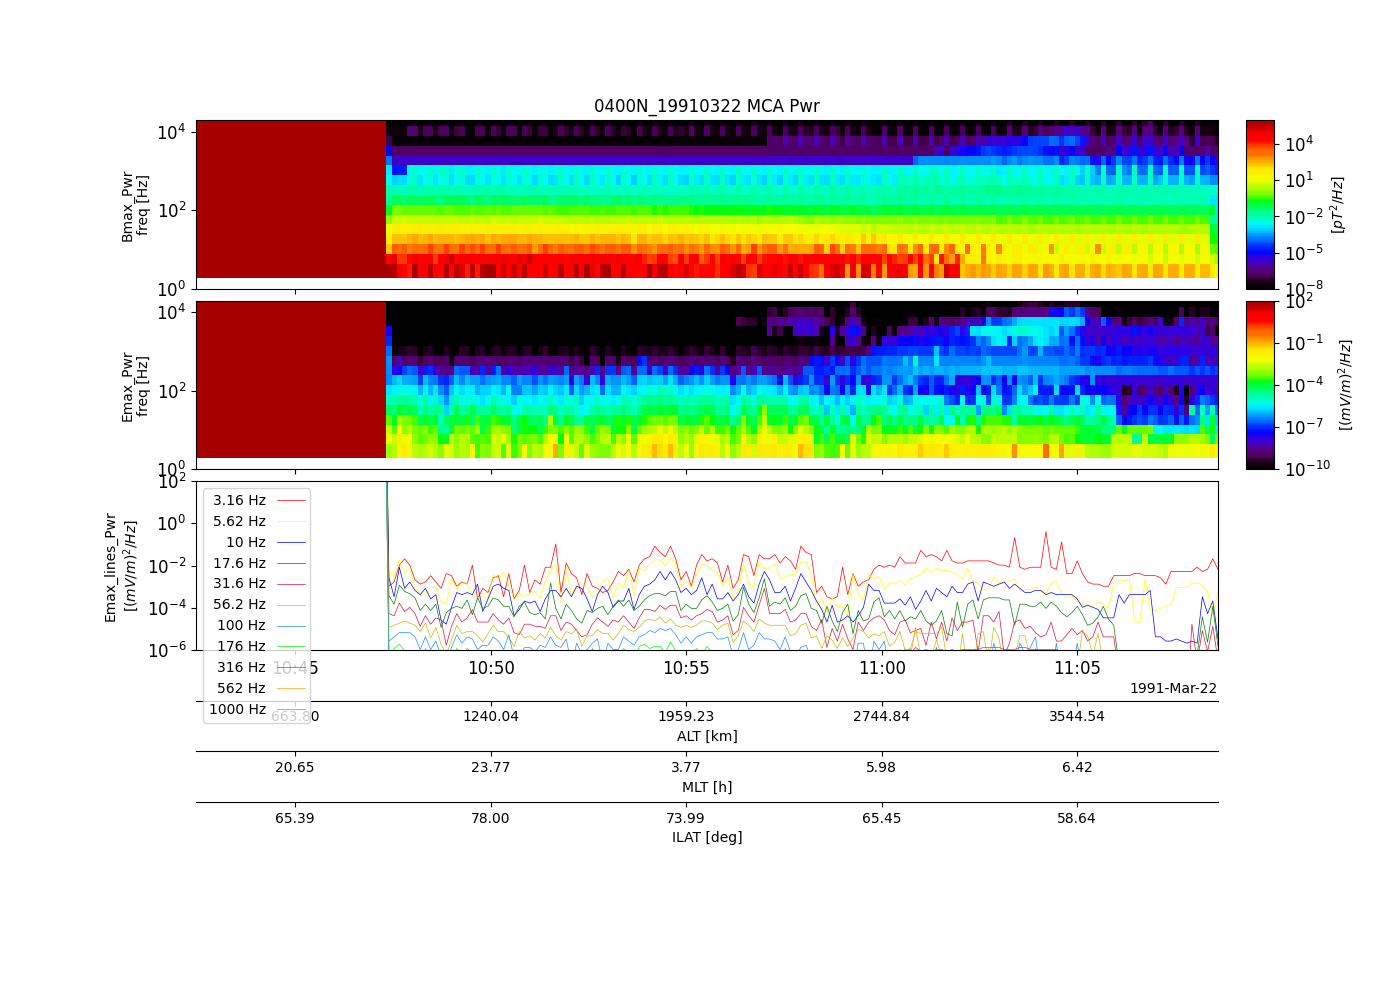 0400N_19910322 MCA Pwr
Bmax_Pwr
freq [Hz]
10^4
10^2
10^0
10^4
10^1
10^-2
10^-5
10^-8
[pT^2/Hz]
Emax_Pwr
freq [Hz]
10^4
10^2
10^0
10^2
10^-1
10^-4
10^-7
10^-10
[(mV/m)^2/Hz]
Emax_lines_Pwr
[(mV/m)^2/Hz]
10^2
10^0
10^-2
10^-4
10^-6
3.16 Hz
5.62 Hz
10 Hz
17.6 Hz
31.6 Hz
56.2 Hz
100 Hz
176 Hz
316 Hz
562 Hz
1000 Hz
10:45 10:50 10:55 11:00 11:05
1991-Mar-22
663.80 1240.04 1959.23 2744.84 3544.54
ALT [km]
20.65 23.77 3.77 5.98 6.42
MLT [h]
65.39 78.00 73.99 65.45 58.64
ILAT [deg]